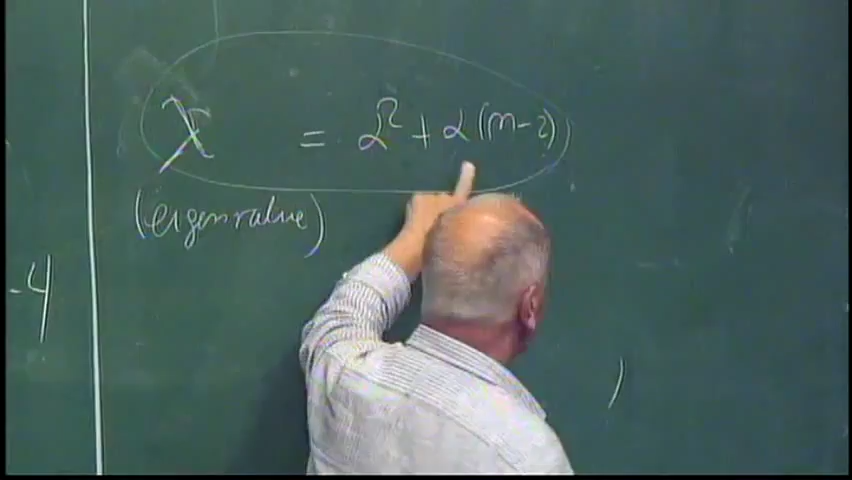 λ = α² + α(m-2)
(eigenvalue)
-4
)